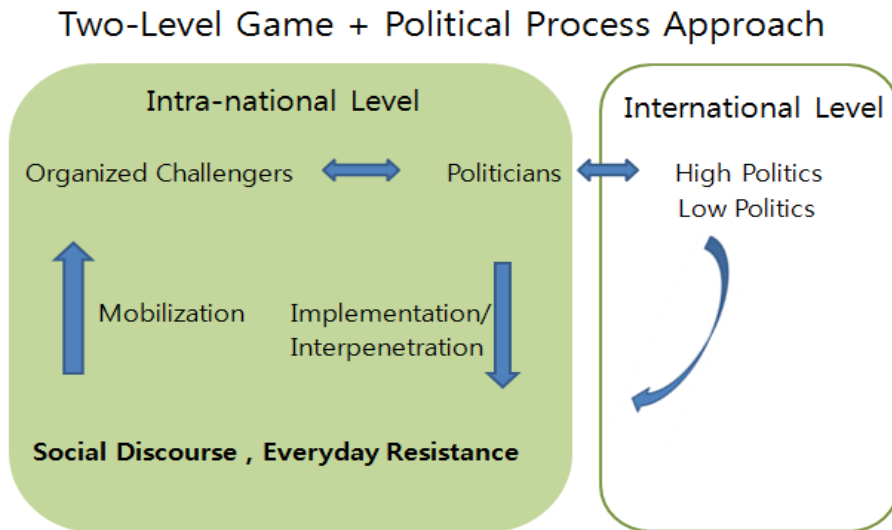 Two-Level Game + Political Process Approach
Intra-national Level
International Level
Organized Challengers
Politicians
High Politics
Low Politics
Mobilization
Implementation/
Interpenetration
Social Discourse , Everyday Resistance